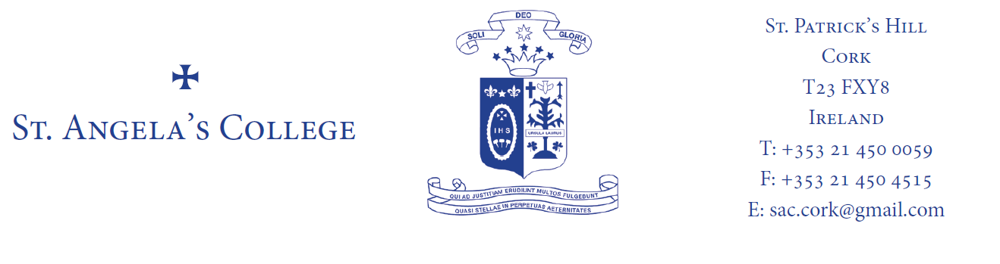 St. Angela's College
SOLI DEO GLORIA
IHS
URSULA LAURUS
QUI AD JUSTITIAM ERUDIUNT MULTOS FULGEBUNT
QUASI STELLAE IN PERPETUAS AETERNITATES
St. Patrick's Hill
Cork
T23 FXY8
Ireland
T: +353 21 450 0059
F: +353 21 450 4515
E: sac.cork@gmail.com